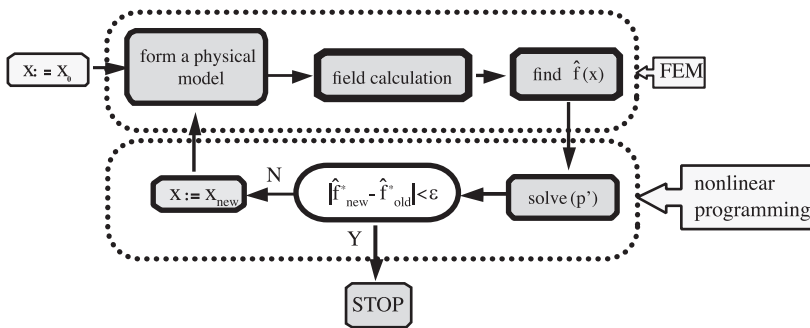 X := X₀
form a physical
model
field calculation
find f̂(x)
FEM
X := X_new
N
|f̂*_new - f̂*_old| < ε
Y
solve (p')
nonlinear
programming
STOP